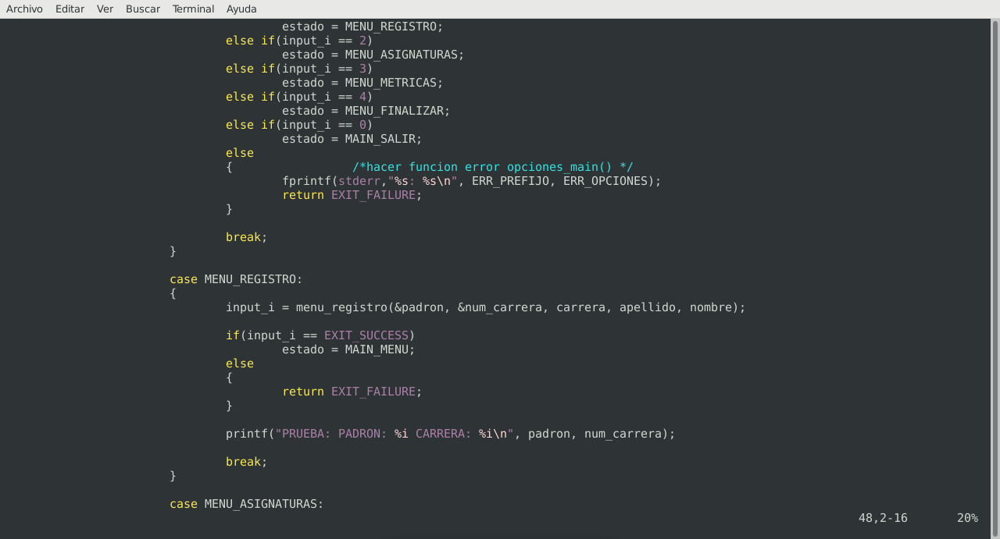 Archivo Editar Ver Buscar Terminal Ayuda
estado = MENU_REGISTRO;
else if(input_i == 2)
estado = MENU_ASIGNATURAS;
else if(input_i == 3)
estado = MENU_METRICAS;
else if(input_i == 4)
estado = MENU_FINALIZAR;
else if(input_i == 0)
estado = MAIN_SALIR;
else
{ /*hacer funcion error opciones_main() */
fprintf(stderr,"%s: %s\n", ERR_PREFIJO, ERR_OPCIONES);
return EXIT_FAILURE;
}
break;
}
case MENU_REGISTRO:
{
input_i = menu_registro(&padron, &num_carrera, carrera, apellido, nombre);
if(input_i == EXIT_SUCCESS)
estado = MAIN_MENU;
else
{
return EXIT_FAILURE;
}
printf("PRUEBA: PADRON: %i CARRERA: %i\n", padron, num_carrera);
break;
}
case MENU_ASIGNATURAS:
48,2-16 20%